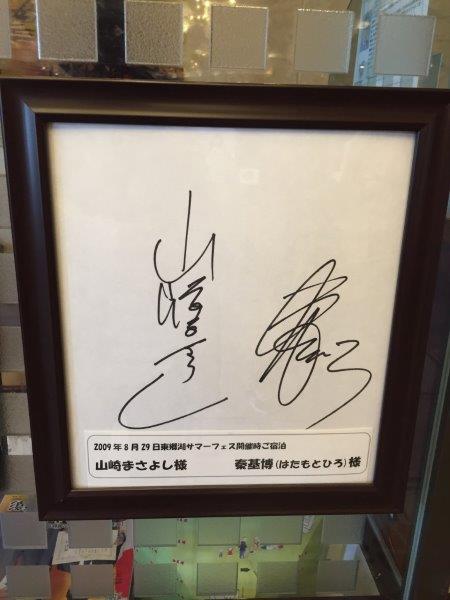 2009年8月29日東郷湖サマーフェス開催時ご宿泊
山崎まさよし様 秦基博(はたもとひろ)様